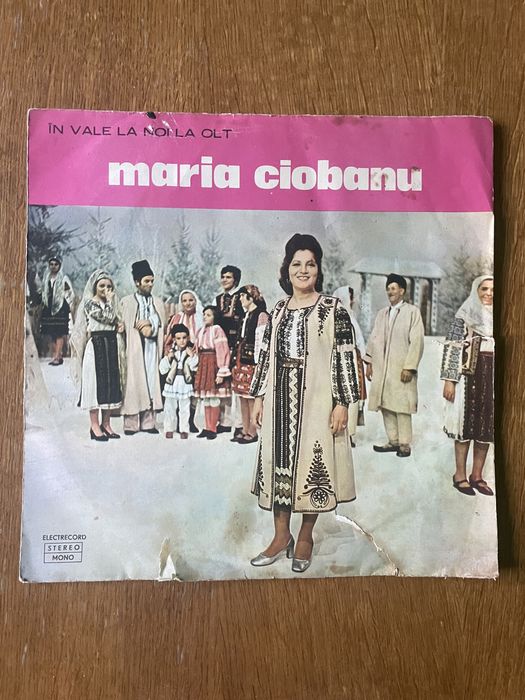 ÎN VALE LA NOI LA OLT
maria ciobanu
ELECTRECORD
STEREO
MONO